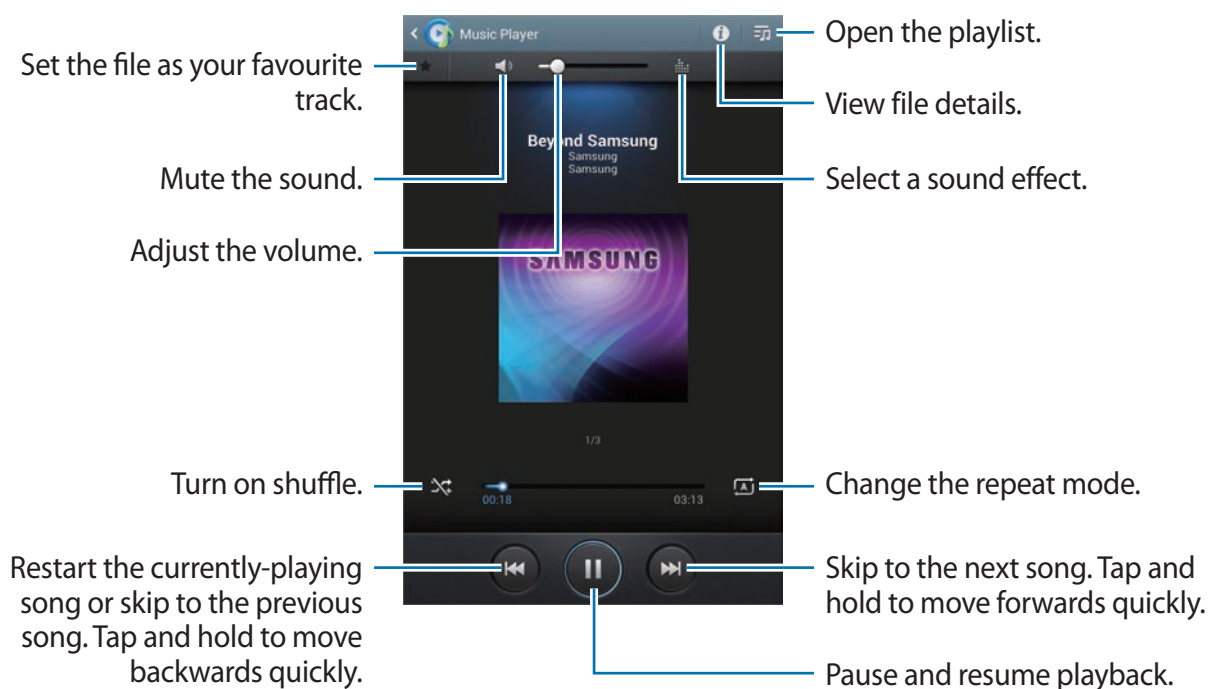 Music Player
Open the playlist.
Set the file as your favourite
track.
View file details.
Beyond Samsung
Samsung
Samsung
Mute the sound.
Select a sound effect.
Adjust the volume.
SAMSUNG
1/3
Turn on shuffle.
A
Change the repeat mode.
00:18
03:13
Restart the currently-playing
song or skip to the previous
song. Tap and hold to move
backwards quickly.
Skip to the next song. Tap and
hold to move forwards quickly.
Pause and resume playback.